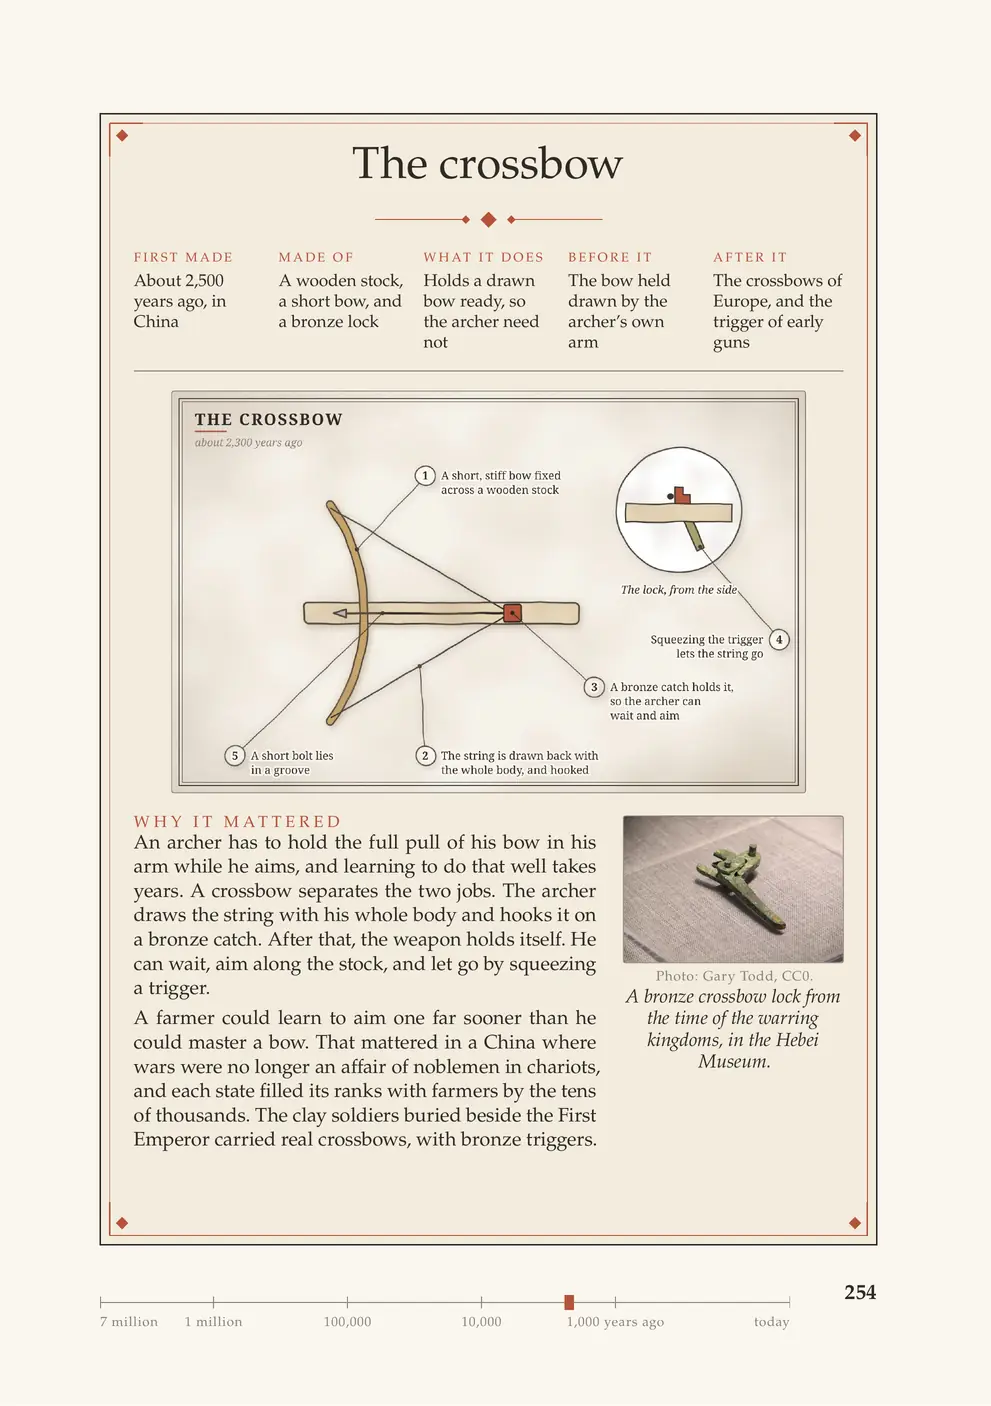 The crossbow
FIRST MADE
About 2,500
years ago, in
China
MADE OF
A wooden stock,
a short bow, and
a bronze lock
WHAT IT DOES
Holds a drawn
bow ready, so
the archer need
not
BEFORE IT
The bow held
drawn by the
archer’s own
arm
AFTER IT
The crossbows of
Europe, and the
trigger of early
guns
THE CROSSBOW
about 2,300 years ago
1 A short, stiff bow fixed
across a wooden stock
The lock, from the side
Squeezing the trigger 4
lets the string go
3 A bronze catch holds it,
so the archer can
wait and aim
5 A short bolt lies
in a groove
2 The string is drawn back with
the whole body, and hooked
WHY IT MATTERED
An archer has to hold the full pull of his bow in his
arm while he aims, and learning to do that well takes
years. A crossbow separates the two jobs. The archer
draws the string with his whole body and hooks it on
a bronze catch. After that, the weapon holds itself. He
can wait, aim along the stock, and let go by squeezing
a trigger.
A farmer could learn to aim one far sooner than he
could master a bow. That mattered in a China where
wars were no longer an affair of noblemen in chariots,
and each state filled its ranks with farmers by the tens
of thousands. The clay soldiers buried beside the First
Emperor carried real crossbows, with bronze triggers.
Photo: Gary Todd, CC0.
A bronze crossbow lock from
the time of the warring
kingdoms, in the Hebei
Museum.
254
7 million 1 million 100,000 10,000 1,000 years ago today